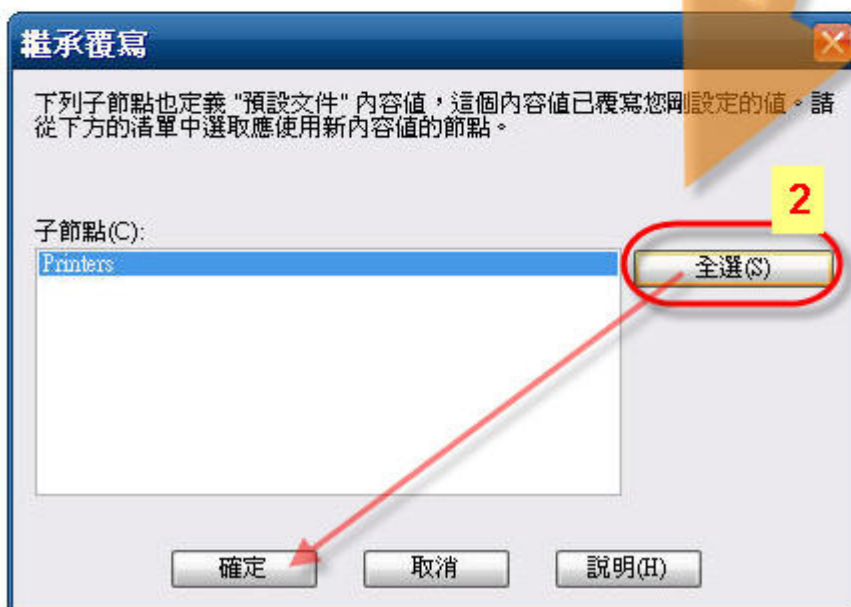 繼承覆寫
下列子節點也定義 "預設文件" 內容值，這個內容值已覆寫您剛設定的值。請
從下方的清單中選取應使用新內容值的節點。
2
子節點(C):
Printers
全選(S)
確定
取消
說明(H)